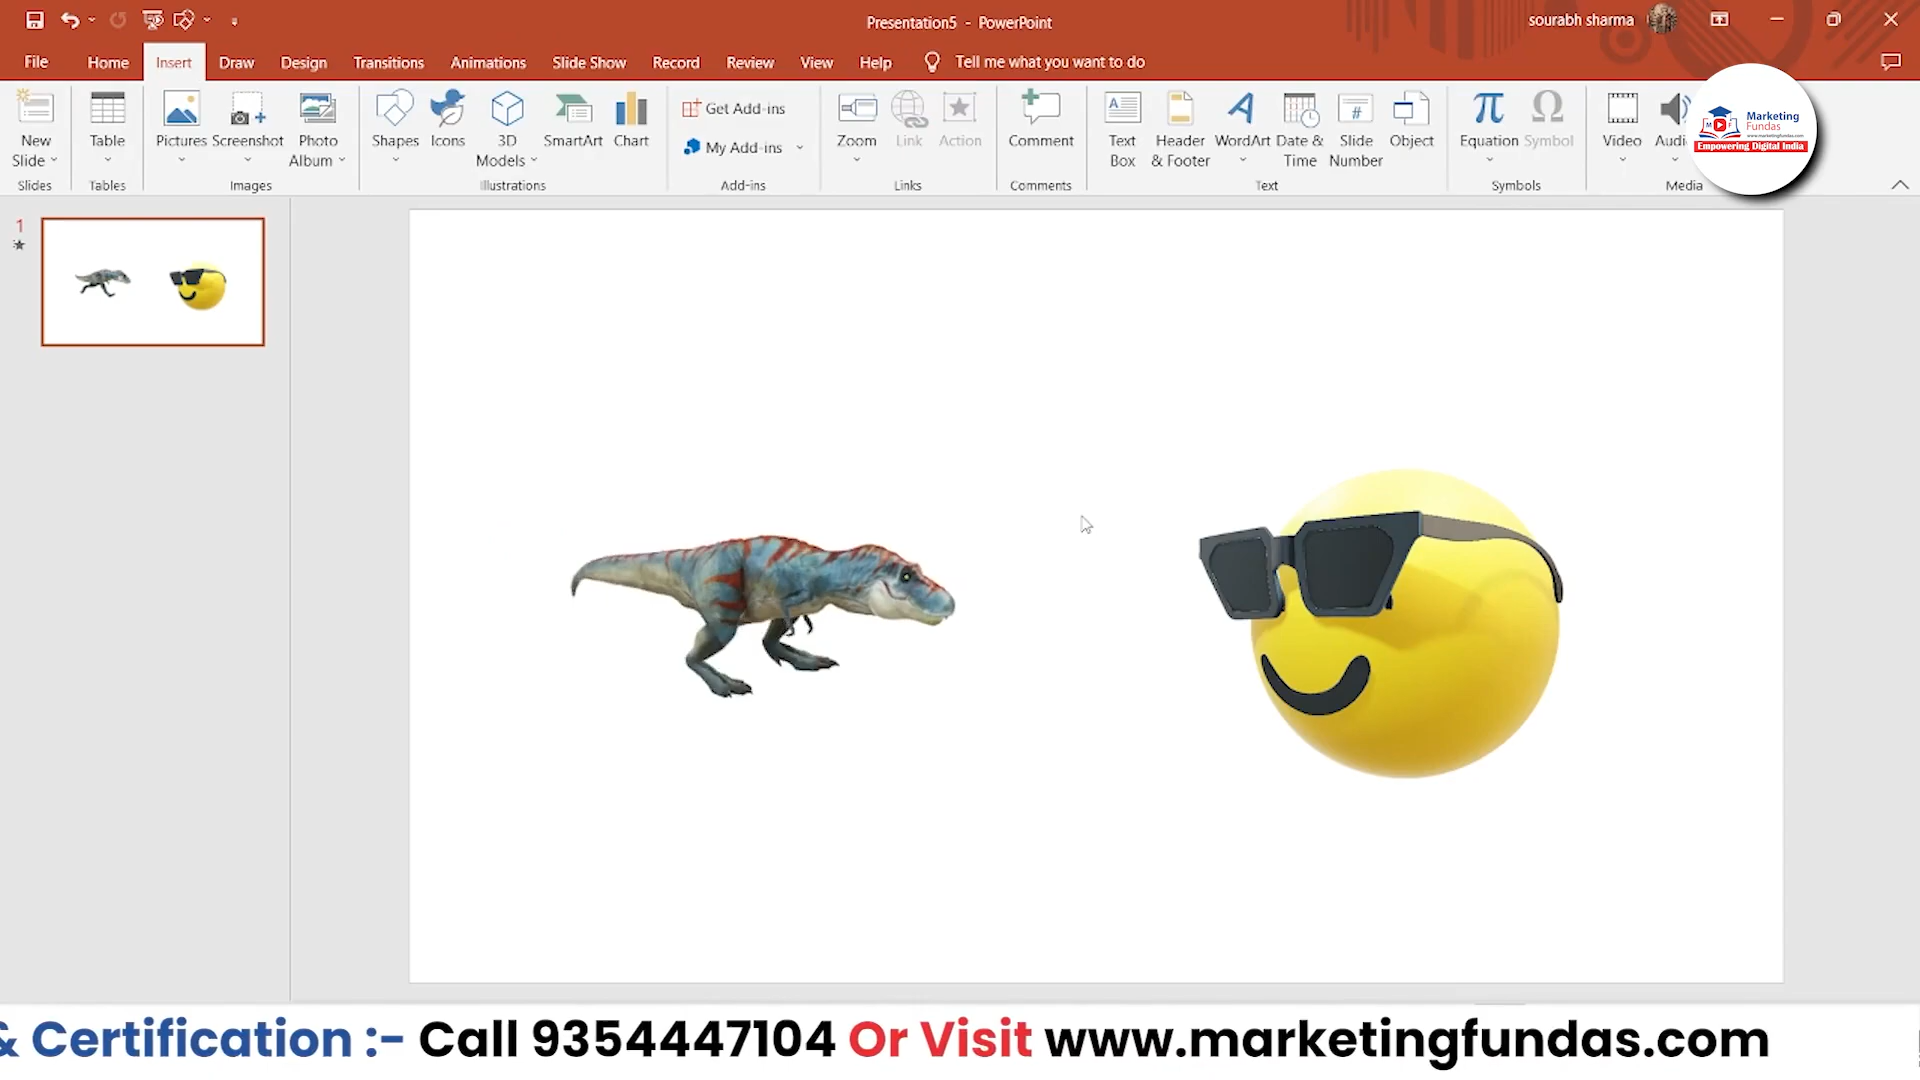 Presentation5 - PowerPoint
sourabh sharma
File Home Insert Draw Design Transitions Animations Slide Show Record Review View Help Tell me what you want to do
New Slide
Table
Pictures
Screenshot
Photo Album
Shapes
Icons
3D Models
SmartArt
Chart
Get Add-ins
My Add-ins
Zoom
Link
Action
Comment
Text Box
Header & Footer
WordArt
Date & Time
Slide Number
Object
Equation
Symbol
Video
Audi
Slides
Tables
Images
Illustrations
Add-ins
Links
Comments
Text
Symbols
Media
Marketing
Fundas
www.marketingfundas.com
Empowering Digital India
1
& Certification :- Call 9354447104 Or Visit www.marketingfundas.com